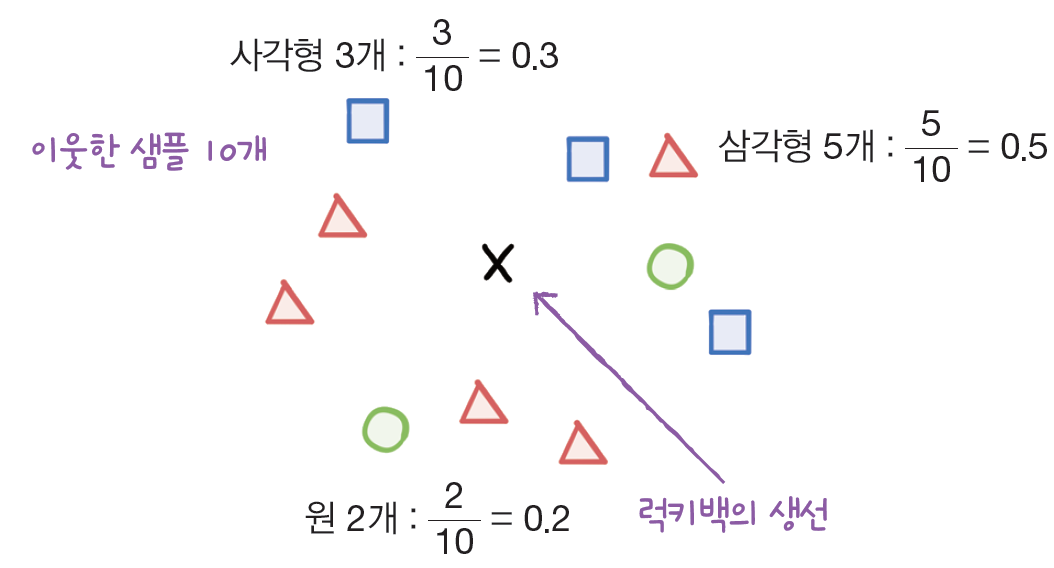 사각형 3개 : 3/10 = 0.3
이웃한 샘플 10개
삼각형 5개 : 5/10 = 0.5
X
원 2개 : 2/10 = 0.2
럭키백의 생선